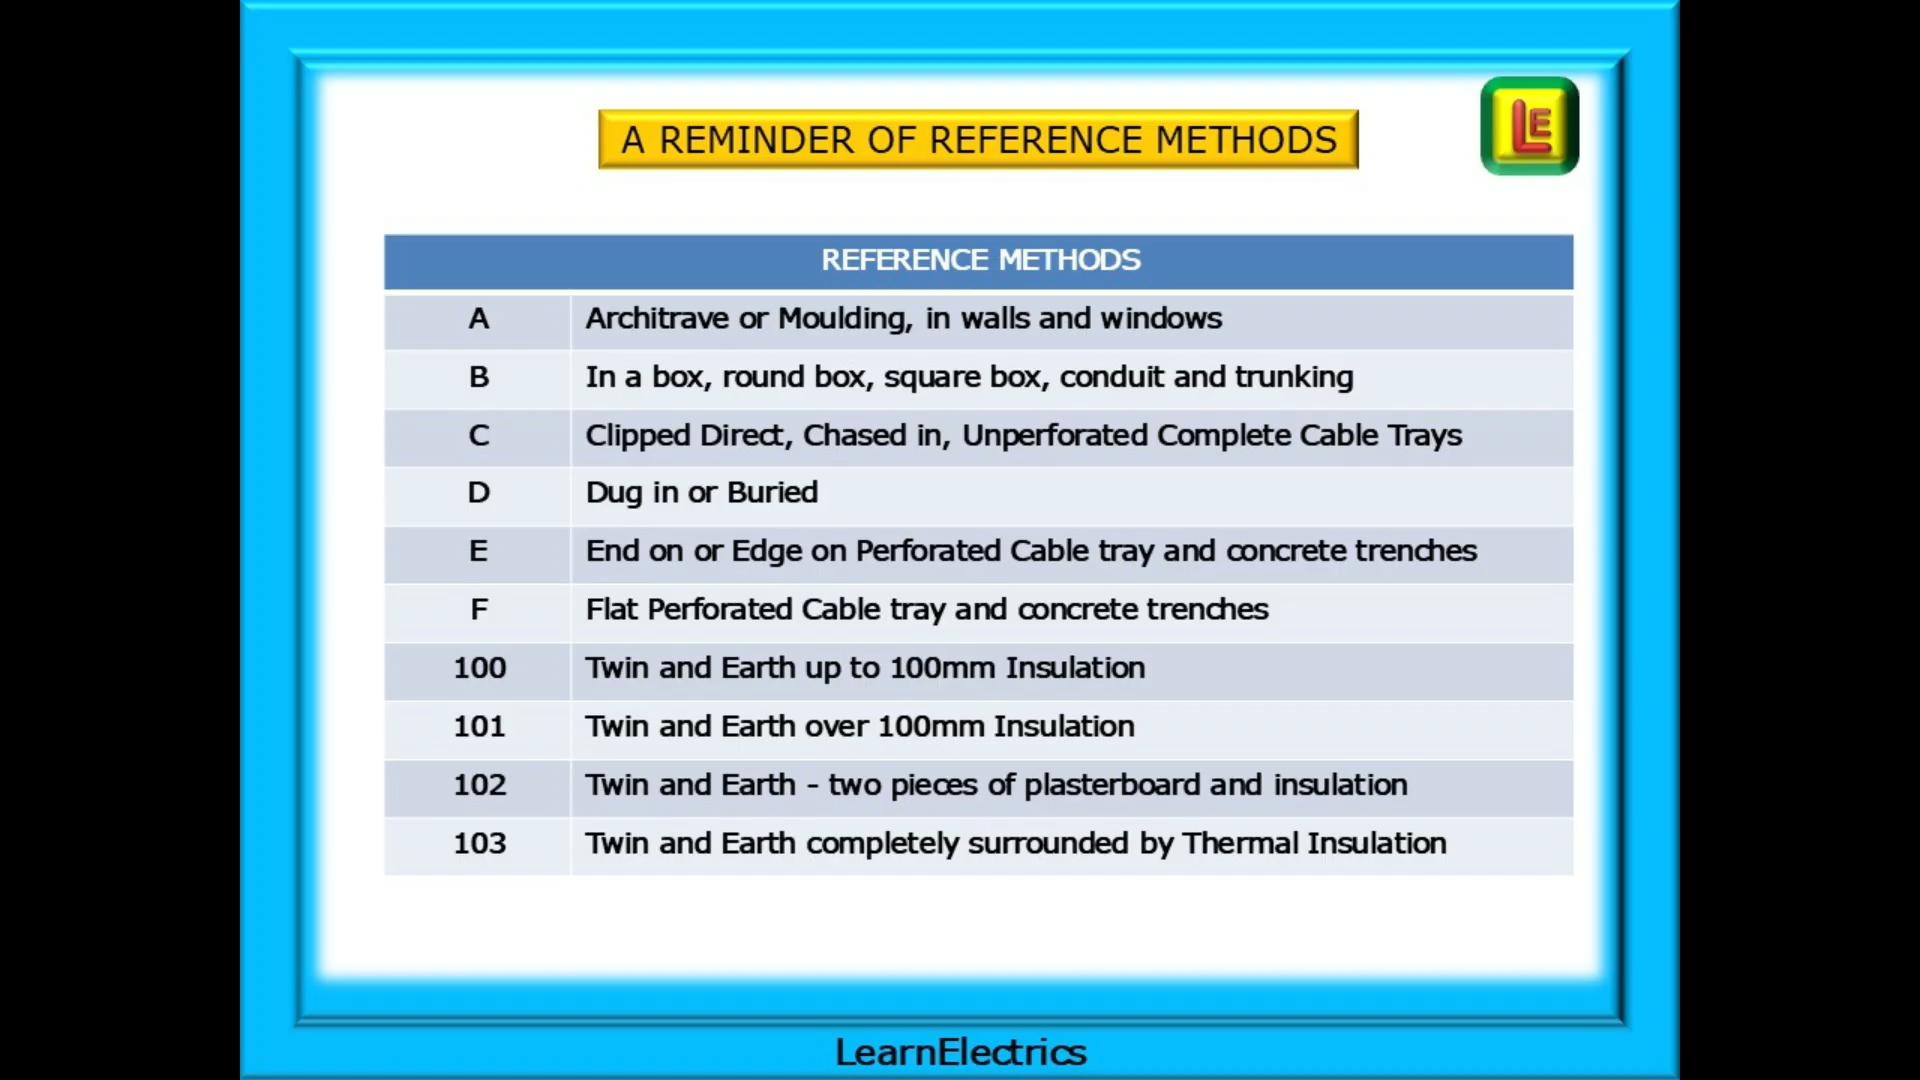 A REMINDER OF REFERENCE METHODS
LE
REFERENCE METHODS
A Architrave or Moulding, in walls and windows
B In a box, round box, square box, conduit and trunking
C Clipped Direct, Chased in, Unperforated Complete Cable Trays
D Dug in or Buried
E End on or Edge on Perforated Cable tray and concrete trenches
F Flat Perforated Cable tray and concrete trenches
100 Twin and Earth up to 100mm Insulation
101 Twin and Earth over 100mm Insulation
102 Twin and Earth - two pieces of plasterboard and insulation
103 Twin and Earth completely surrounded by Thermal Insulation
LearnElectrics